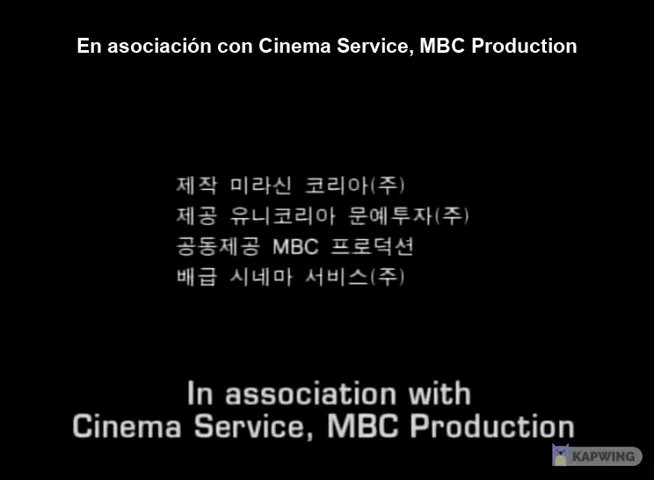 En asociación con Cinema Service, MBC Production
제작 미라신 코리아(주)
제공 유니코리아 문예투자(주)
공동제공 MBC 프로덕션
배급 시네마 서비스(주)
In association with
Cinema Service, MBC Production
KAPWING